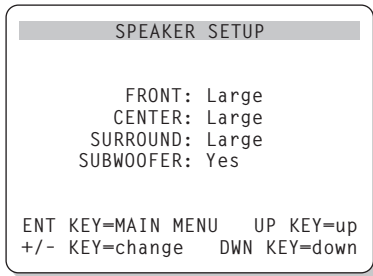 SPEAKER SETUP
FRONT: Large
CENTER: Large
SURROUND: Large
SUBWOOFER: Yes
ENT KEY=MAIN MENU UP KEY=up
+/- KEY=change DWN KEY=down